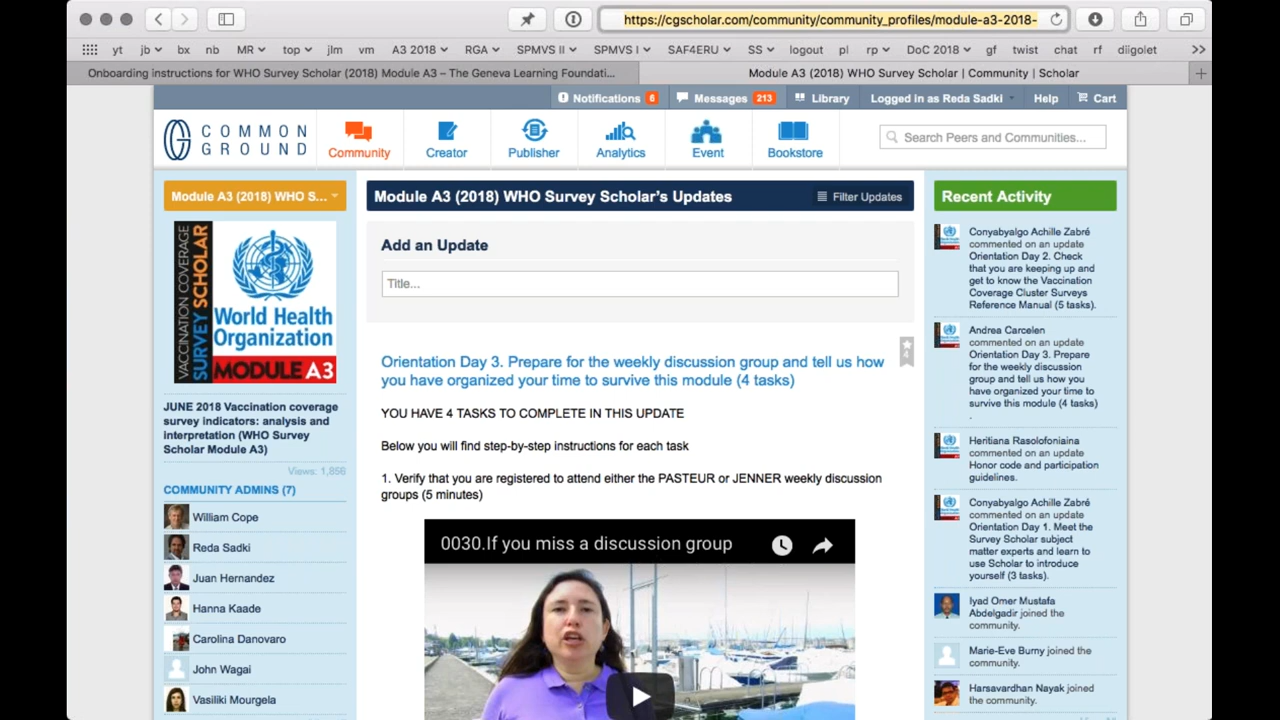 https://cgscholar.com/community/community_profiles/module-a3-2018-
yt jb bx nb MR top jlm vm A3 2018 RGA SPMVS II SPMVS I SAF4ERU SS logout pl rp DoC 2018 gf twist chat rf diigolet
Onboarding instructions for WHO Survey Scholar (2018) Module A3 – The Geneva Learning Foundati...
Module A3 (2018) WHO Survey Scholar | Community | Scholar
Notifications 6 Messages 213 Library Logged in as Reda Sadki Help Cart
COMMON
GROUND
Community Creator Publisher Analytics Event Bookstore
Search Peers and Communities...
Module A3 (2018) WHO S...
VACCINATION COVERAGE
SURVEY SCHOLAR
World Health
Organization
MODULE A3
JUNE 2018 Vaccination coverage
survey indicators: analysis and
interpretation (WHO Survey
Scholar Module A3)
Views: 1,856
COMMUNITY ADMINS (7)
William Cope
Reda Sadki
Juan Hernandez
Hanna Kaade
Carolina Danovaro
John Wagai
Vasiliki Mourgela
Module A3 (2018) WHO Survey Scholar's Updates
Filter Updates
Add an Update
Title...
Orientation Day 3. Prepare for the weekly discussion group and tell us how
you have organized your time to survive this module (4 tasks)
4
YOU HAVE 4 TASKS TO COMPLETE IN THIS UPDATE
Below you will find step-by-step instructions for each task
1. Verify that you are registered to attend either the PASTEUR or JENNER weekly discussion
groups (5 minutes)
0030.If you miss a discussion group
Recent Activity
Conyabyalgo Achille Zabré
commented on an update
Orientation Day 2. Check
that you are keeping up and
get to know the Vaccination
Coverage Cluster Surveys
Reference Manual (5 tasks).
Andrea Carcelen
commented on an update
Orientation Day 3. Prepare
for the weekly discussion
group and tell us how you
have organized your time to
survive this module (4 tasks)
.
Heritiana Rasolofoniaina
commented on an update
Honor code and participation
guidelines.
Conyabyalgo Achille Zabré
commented on an update
Orientation Day 1. Meet the
Survey Scholar subject
matter experts and learn to
use Scholar to introduce
yourself (3 tasks).
Iyad Omer Mustafa
Abdelgadir joined the
community.
Marie-Eve Burny joined the
community.
Harsavardhan Nayak joined
the community.